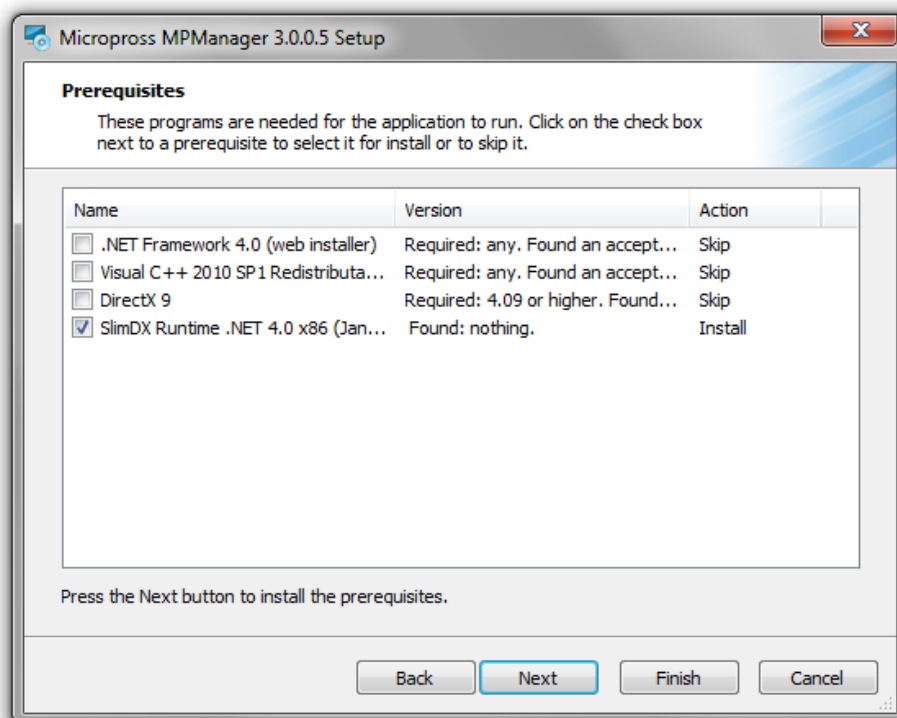 Micropross MPManager 3.0.0.5 Setup
Prerequisites
These programs are needed for the application to run. Click on the check box
next to a prerequisite to select it for install or to skip it.
Name Version Action
.NET Framework 4.0 (web installer) Required: any. Found an accept... Skip
Visual C++ 2010 SP1 Redistributa... Required: any. Found an accept... Skip
DirectX 9 Required: 4.09 or higher. Found... Skip
SlimDX Runtime .NET 4.0 x86 (Jan... Found: nothing. Install
Press the Next button to install the prerequisites.
Back Next Finish Cancel